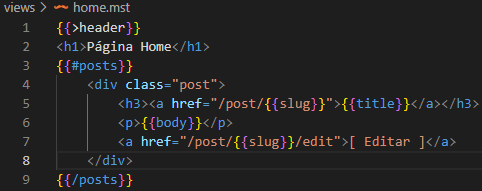 views > home.mst
1 {{>header}}
2 <h1>Página Home</h1>
3 {{#posts}}
4     <div class="post">
5         <h3><a href="/post/{{slug}}">{{title}}</a></h3>
6         <p>{{body}}</p>
7         <a href="/post/{{slug}}/edit">[ Editar ]</a>
8     </div>
9 {{/posts}}